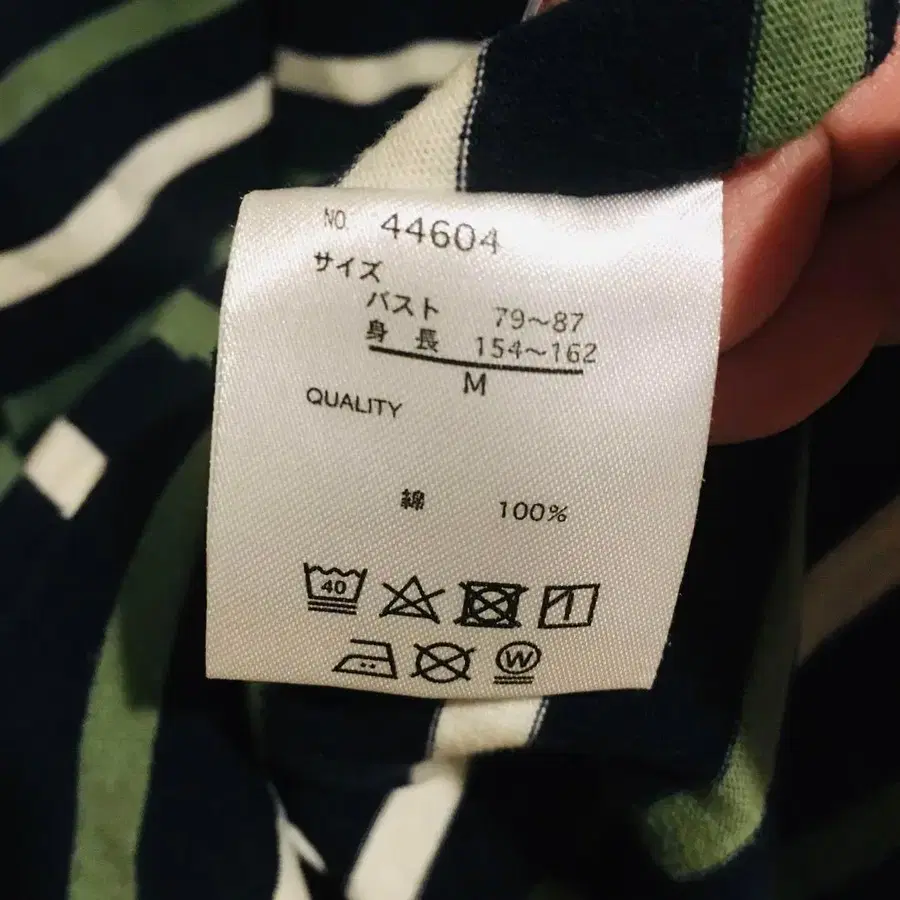 NO. 44604
サイズ
バスト 79～87
身長 154～162
M
QUALITY
綿 100%
40
W